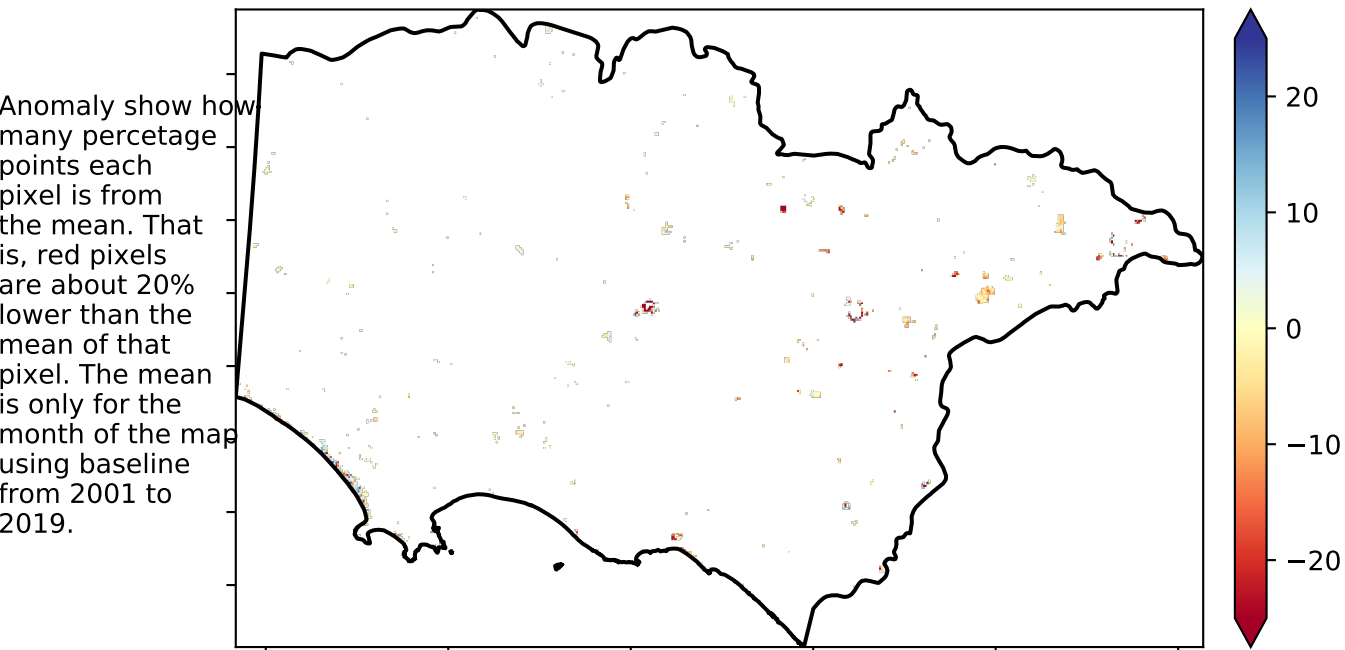 Anomaly show how
many percetage
points each
pixel is from
the mean. That
is, red pixels
are about 20%
lower than the
mean of that
pixel. The mean
is only for the
month of the map
using baseline
from 2001 to
2019.
20
10
0
−10
−20